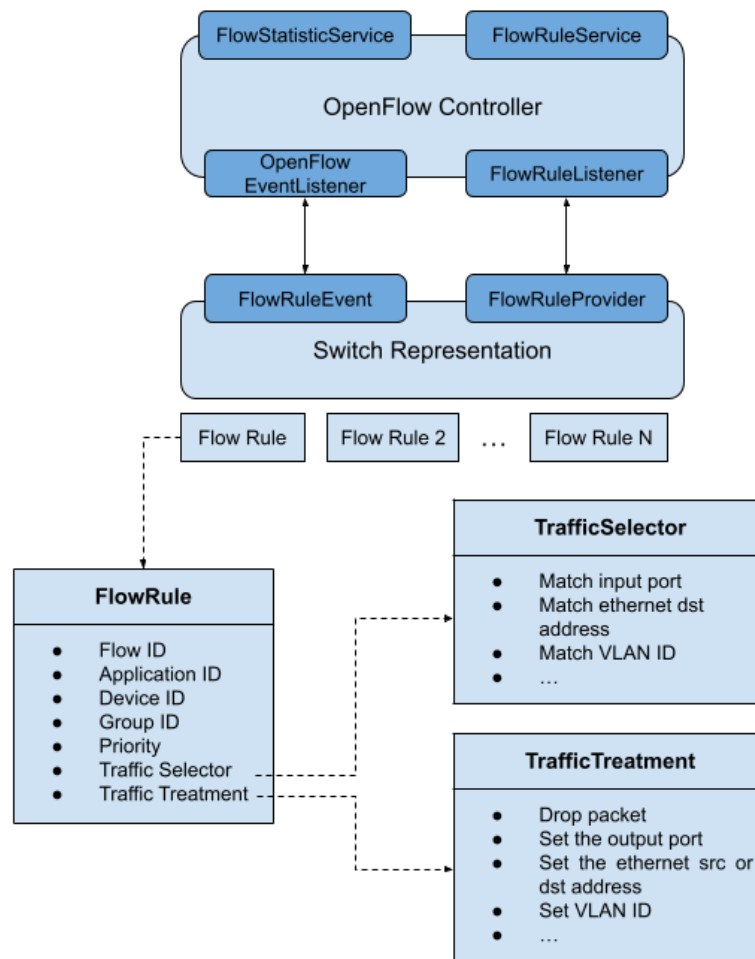 FlowStatisticService
FlowRuleService
OpenFlow Controller
OpenFlow
EventListener
FlowRuleListener
FlowRuleEvent
FlowRuleProvider
Switch Representation
Flow Rule
Flow Rule 2
…
Flow Rule N
TrafficSelector
● Match input port
● Match ethernet dst
address
● Match VLAN ID
● …
FlowRule
● Flow ID
● Application ID
● Device ID
● Group ID
● Priority
● Traffic Selector
● Traffic Treatment
TrafficTreatment
● Drop packet
● Set the output port
● Set the ethernet src or
dst address
● Set VLAN ID
● …